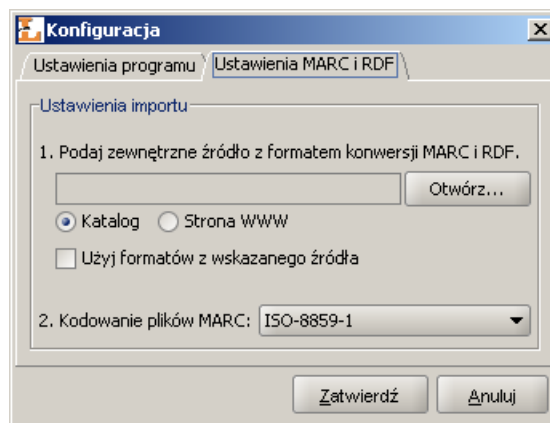 Konfiguracja
Ustawienia programu Ustawienia MARC i RDF
Ustawienia importu
1. Podaj zewnętrzne źródło z formatem konwersji MARC i RDF.
Otwórz...
Katalog Strona WWW
Użyj formatów z wskazanego źródła
2. Kodowanie plików MARC: ISO-8859-1
Zatwierdź Anuluj